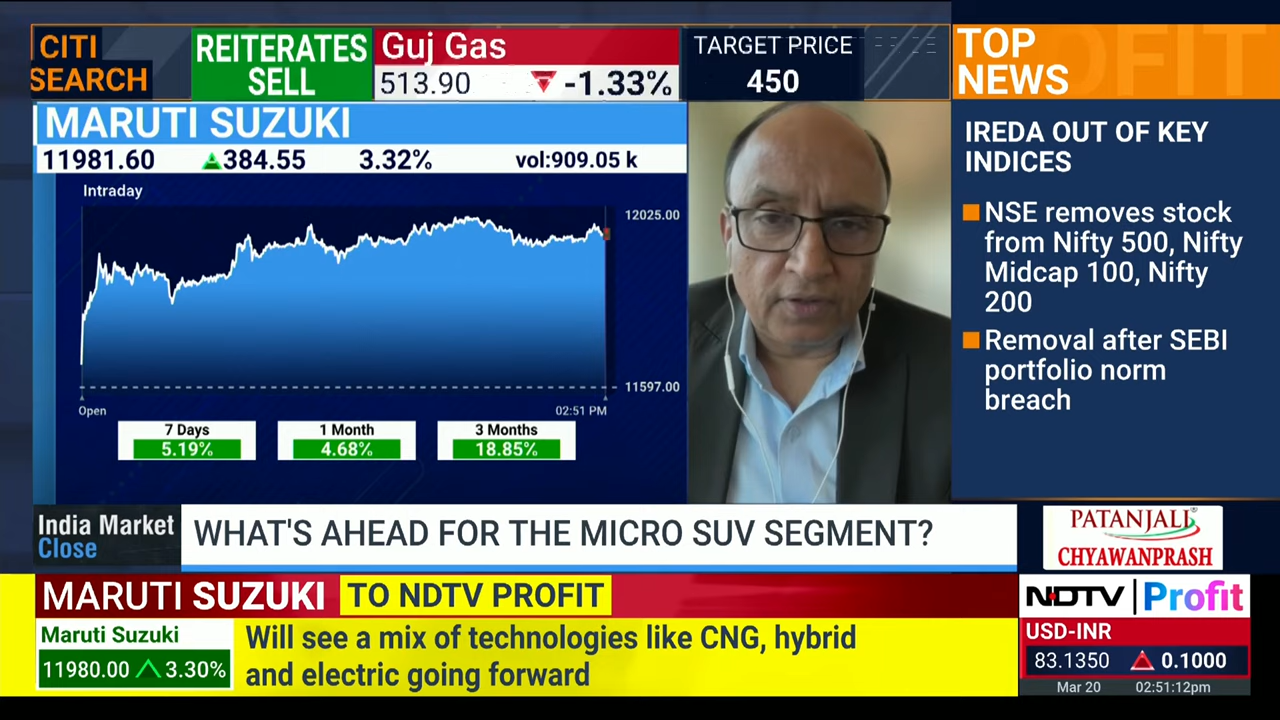 CITI
SEARCH
REITERATES
SELL
Guj Gas
513.90 -1.33%
TARGET PRICE
450
TOP
NEWS
MARUTI SUZUKI
11981.60 384.55 3.32% vol:909.05 k
Intraday
12025.00
11597.00
Open 02:51 PM
7 Days
5.19%
1 Month
4.68%
3 Months
18.85%
IREDA OUT OF KEY
INDICES
NSE removes stock
from Nifty 500, Nifty
Midcap 100, Nifty
200
Removal after SEBI
portfolio norm
breach
India Market
Close
WHAT'S AHEAD FOR THE MICRO SUV SEGMENT?
PATANJALI
CHYAWANPRASH
MARUTI SUZUKI TO NDTV PROFIT
Maruti Suzuki
11980.00 3.30%
Will see a mix of technologies like CNG, hybrid
and electric going forward
NDTV Profit
USD-INR
83.1350 0.1000
Mar 20 02:51:12pm